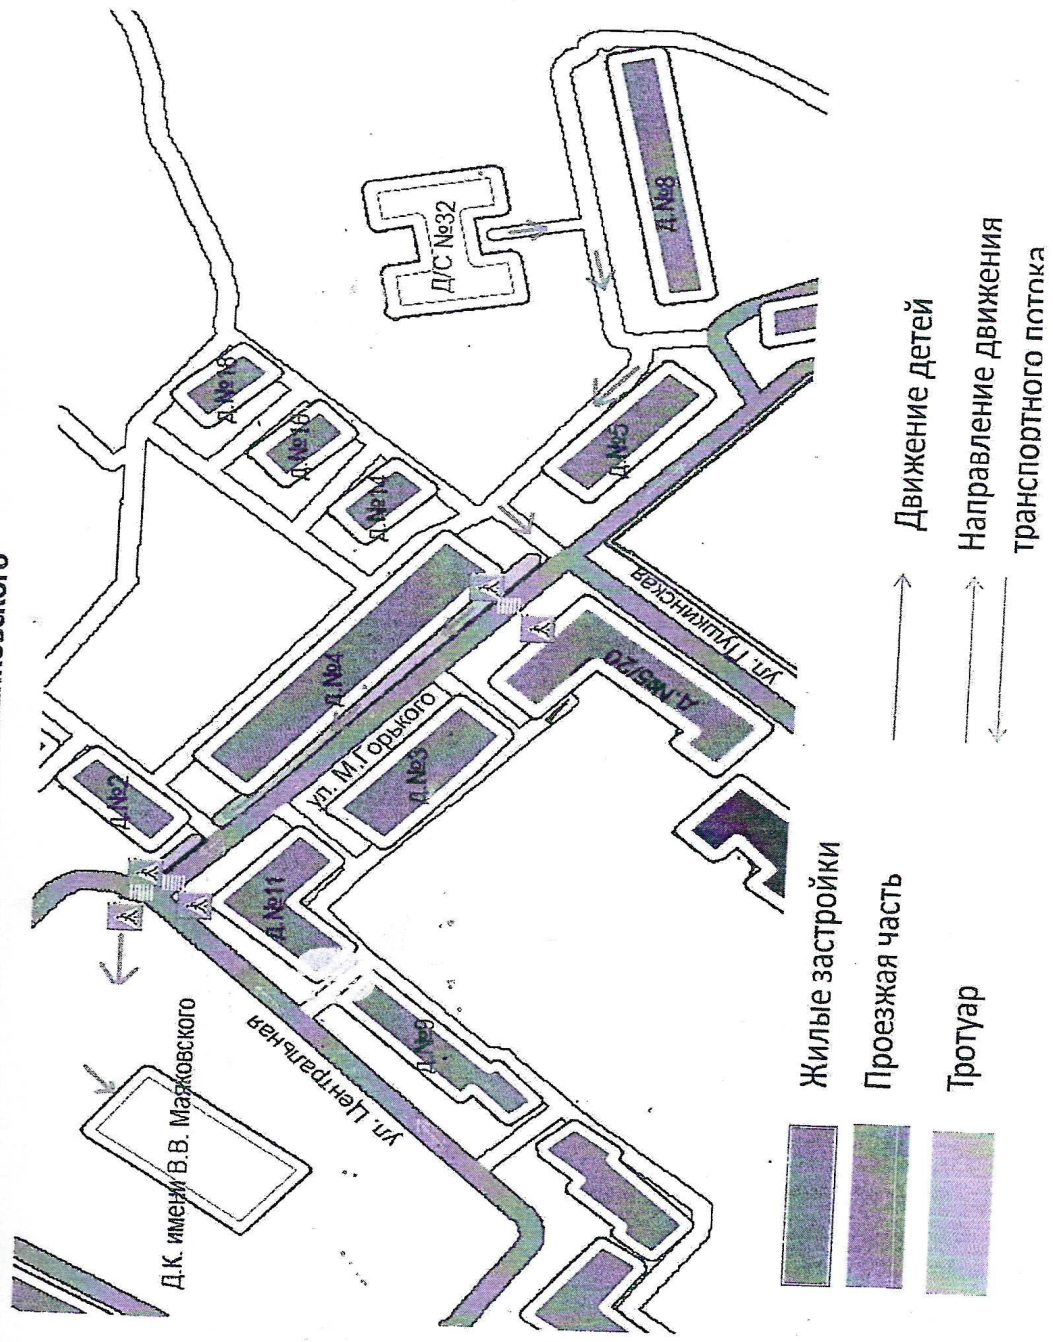 Д.К. имени В.В. Маяковского
ул. Центральная
Д.№2
Д.№11
Д.№9
Д.№4
ул. М.Горького
Д.№3
Д.№5/20
ул. Пушкинская
Д.№18
Д.№16
Д.№14
Д.№5
Д/С №32
Д.№8
Жилые застройки
Проезжая часть
Тротуар
Движение детей
Направление движения
транспортного потока